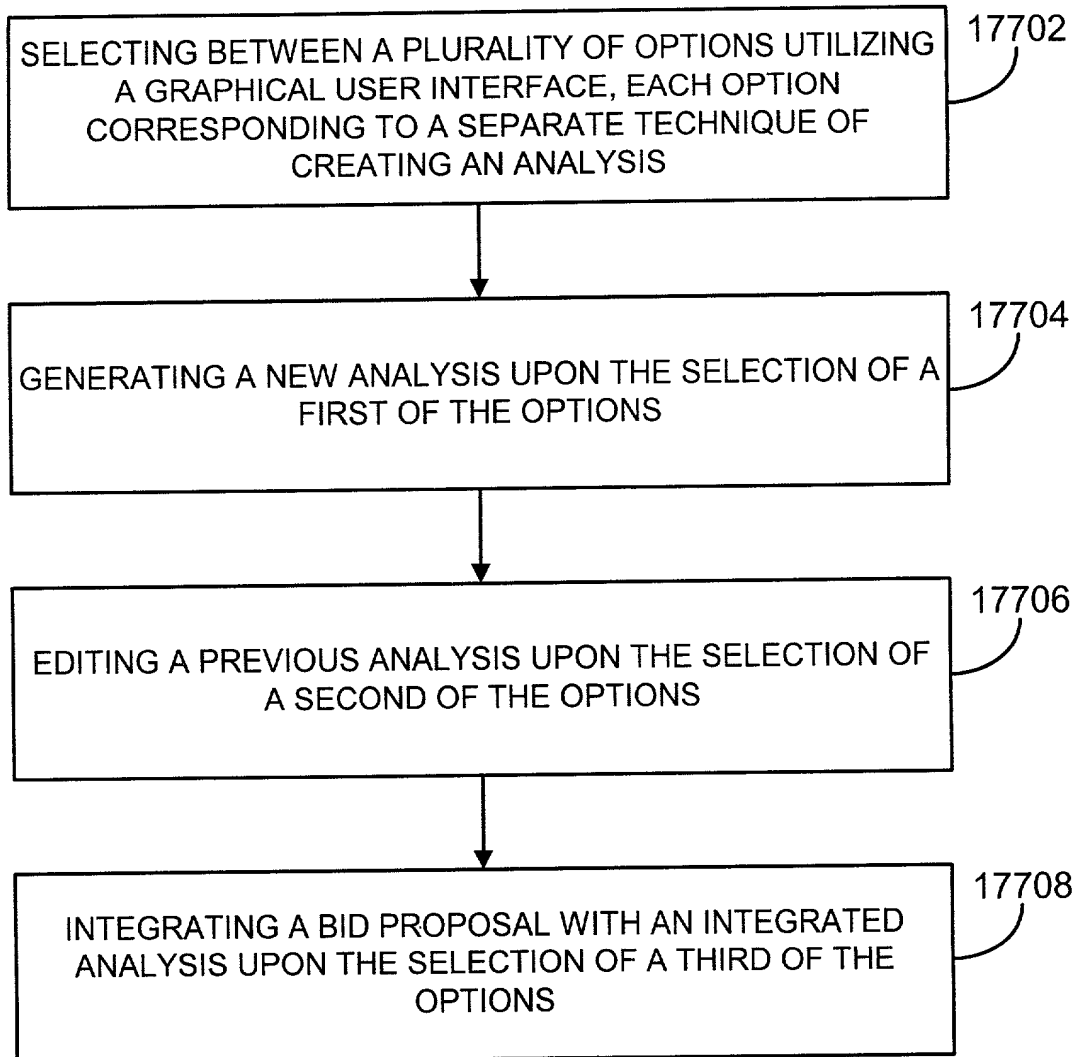 SELECTING BETWEEN A PLURALITY OF OPTIONS UTILIZING
A GRAPHICAL USER INTERFACE, EACH OPTION
CORRESPONDING TO A SEPARATE TECHNIQUE OF
CREATING AN ANALYSIS
17702
GENERATING A NEW ANALYSIS UPON THE SELECTION OF A
FIRST OF THE OPTIONS
17704
EDITING A PREVIOUS ANALYSIS UPON THE SELECTION OF
A SECOND OF THE OPTIONS
17706
INTEGRATING A BID PROPOSAL WITH AN INTEGRATED
ANALYSIS UPON THE SELECTION OF A THIRD OF THE
OPTIONS
17708